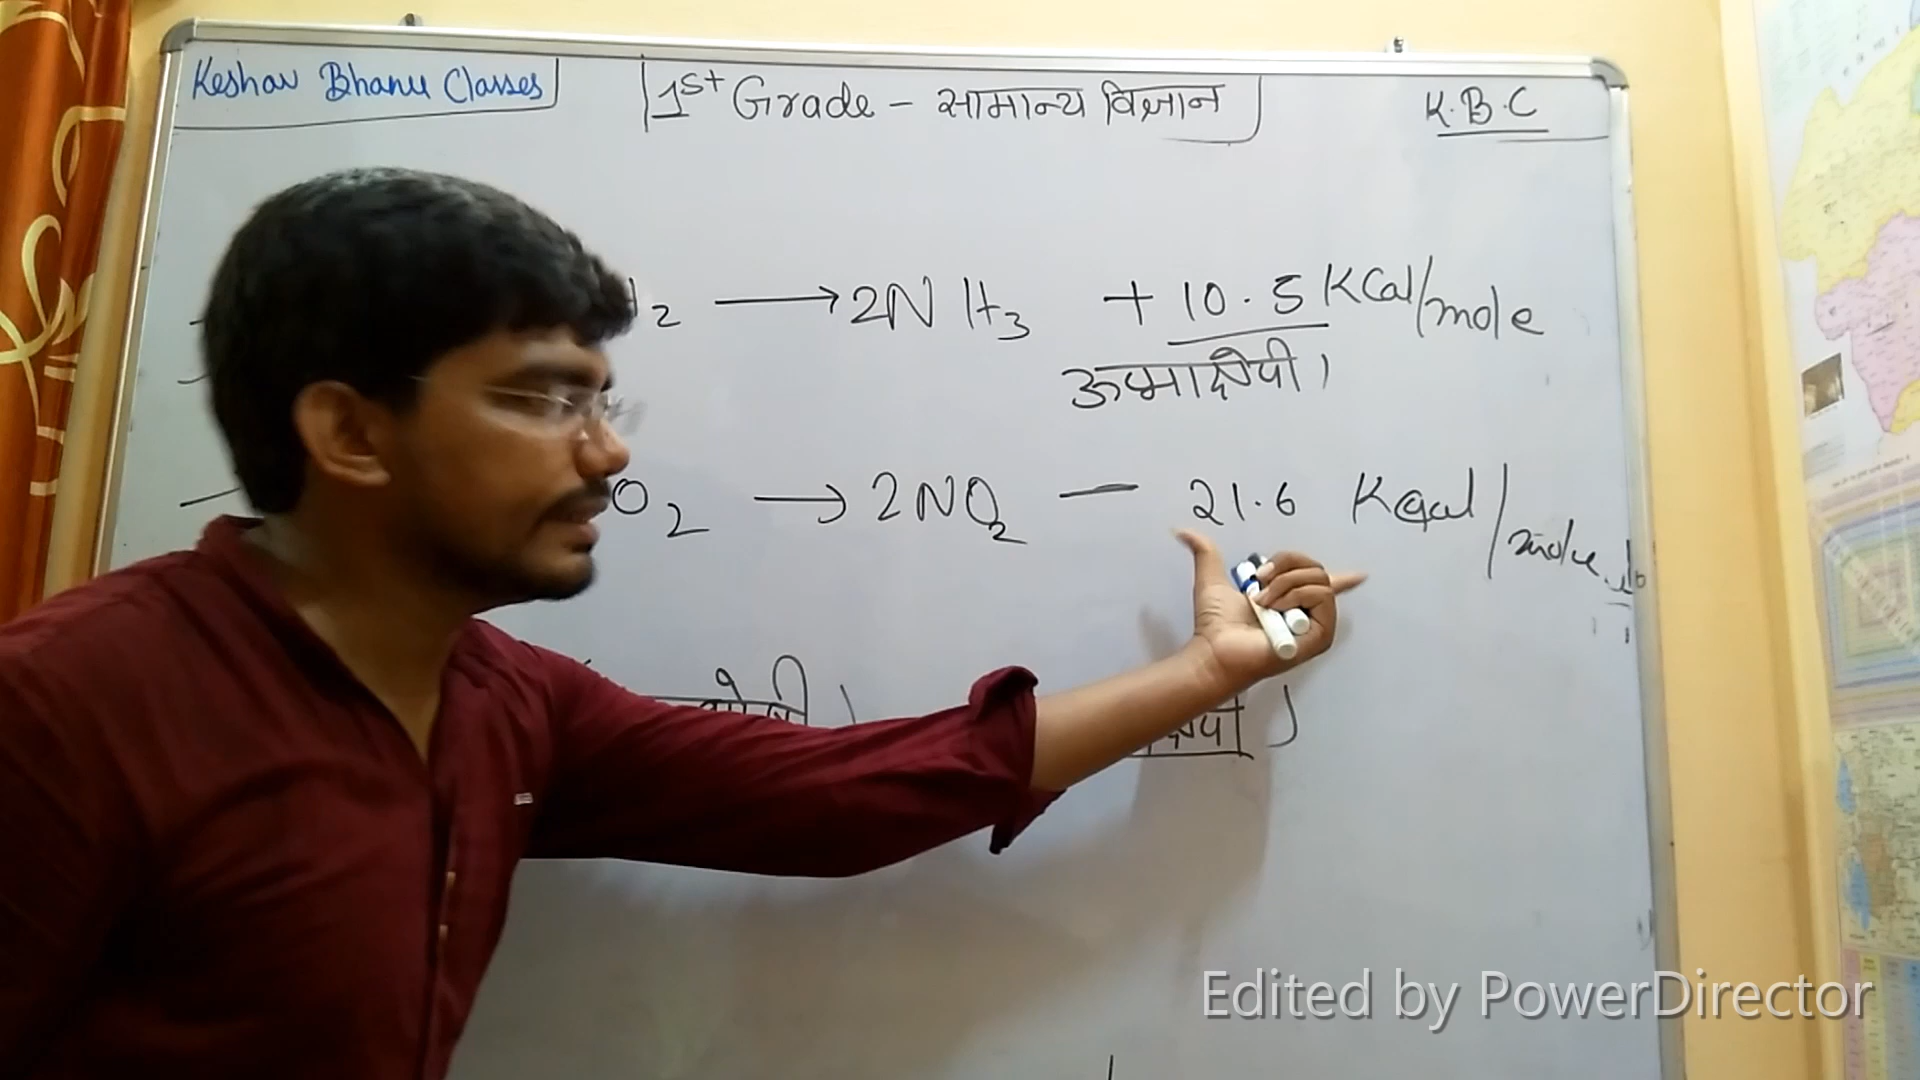 Keshav Bhanu Classes
1st Grade - सामान्य विज्ञान
K.B.C
H2 → 2NH3 + 10.5 KCal/mole
ऊष्माक्षेपी।
O2 → 2NO2 - 21.6 Kcal/mole
Edited by PowerDirector